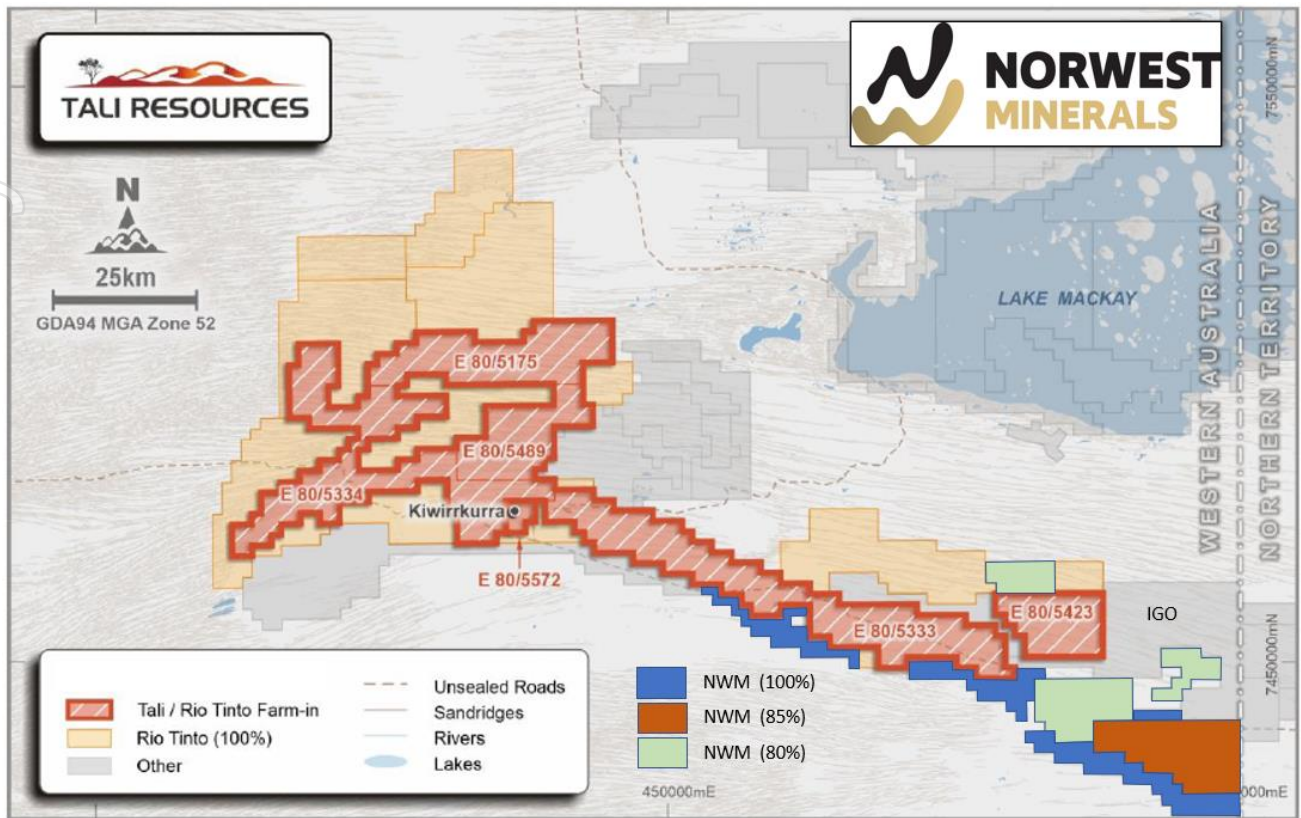 TALI RESOURCES
NORWEST
MINERALS
7550000mN
N
25km
GDA94 MGA Zone 52
LAKE MACKAY
WESTERN AUSTRALIA
NORTHERN TERRITORY
E 80/5175
E 80/5489
E 80/5334
Kiwirrkurra
E 80/5572
E 80/5423
E 80/5333
IGO
7450000mN
Tali / Rio Tinto Farm-in
Rio Tinto (100%)
Other
Unsealed Roads
Sandridges
Rivers
Lakes
NWM (100%)
NWM (85%)
NWM (80%)
450000mE